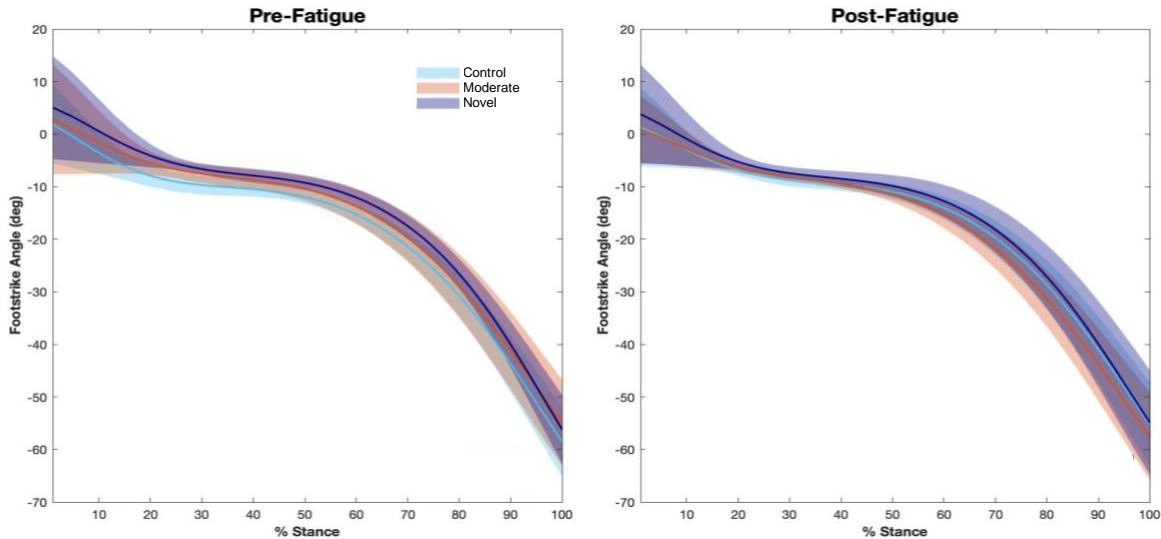 Pre-Fatigue
20
10
0
-10
-20
-30
-40
-50
-60
-70
Footstrike Angle (deg)
10 20 30 40 50 60 70 80 90 100
% Stance
Control
Moderate
Novel
Post-Fatigue
20
10
0
-10
-20
-30
-40
-50
-60
-70
Footstrike Angle (deg)
10 20 30 40 50 60 70 80 90 100
% Stance